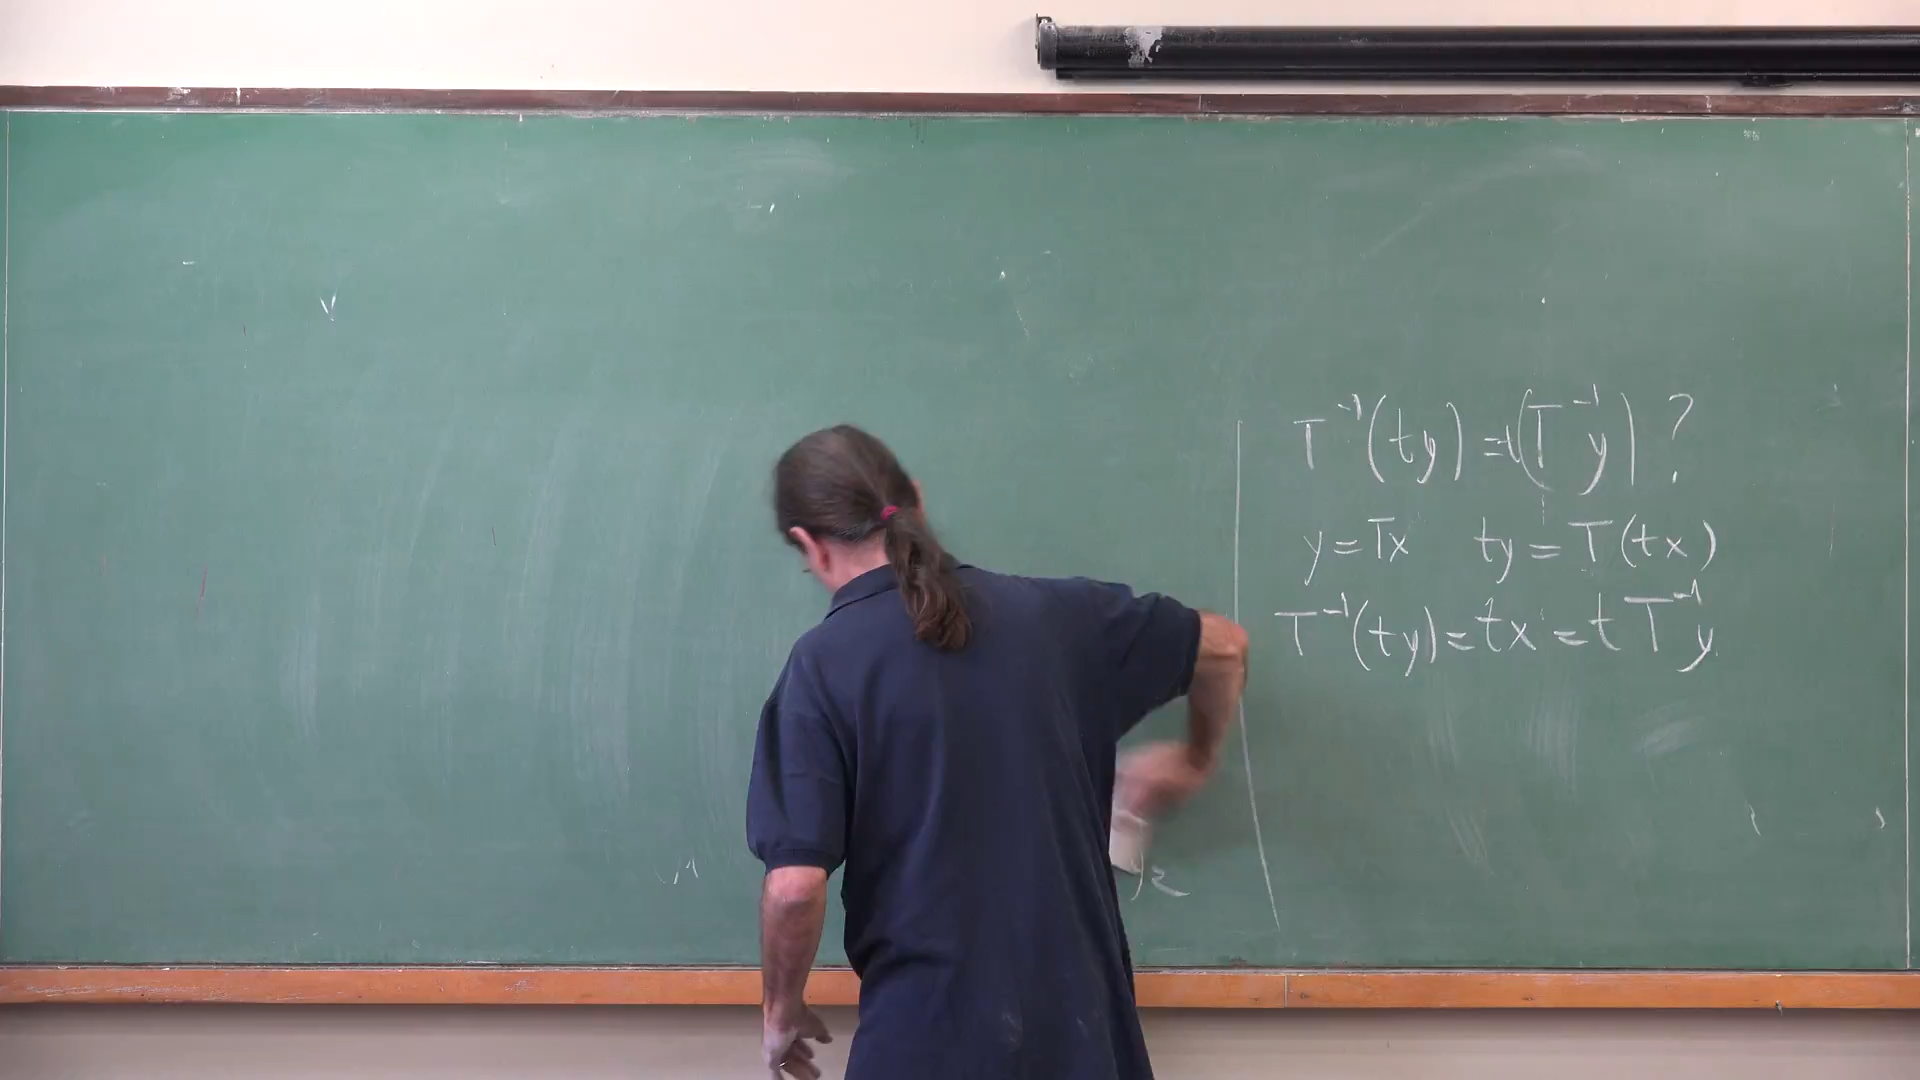 T⁻¹(ty) = t(T⁻¹y) ?
y = Tx ty = T(tx)
T⁻¹(ty) = tx = tT⁻¹y